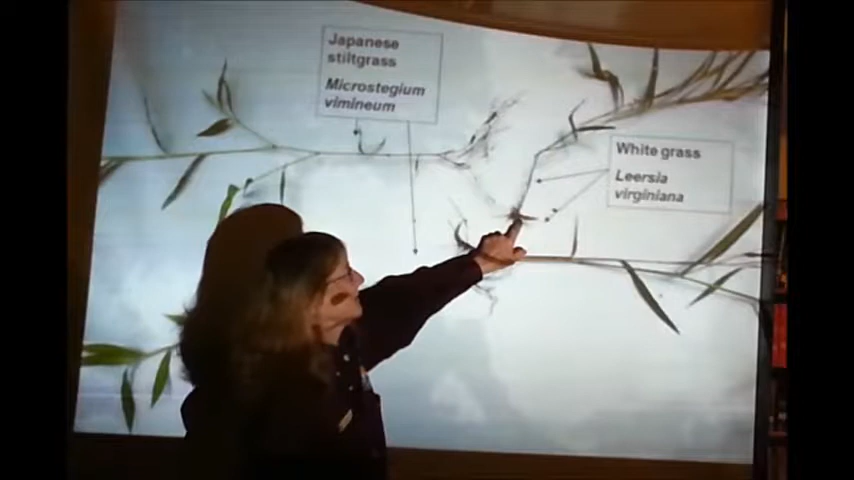 Japanese
stiltgrass
Microstegium
vimineum
White grass
Leersia
virginiana